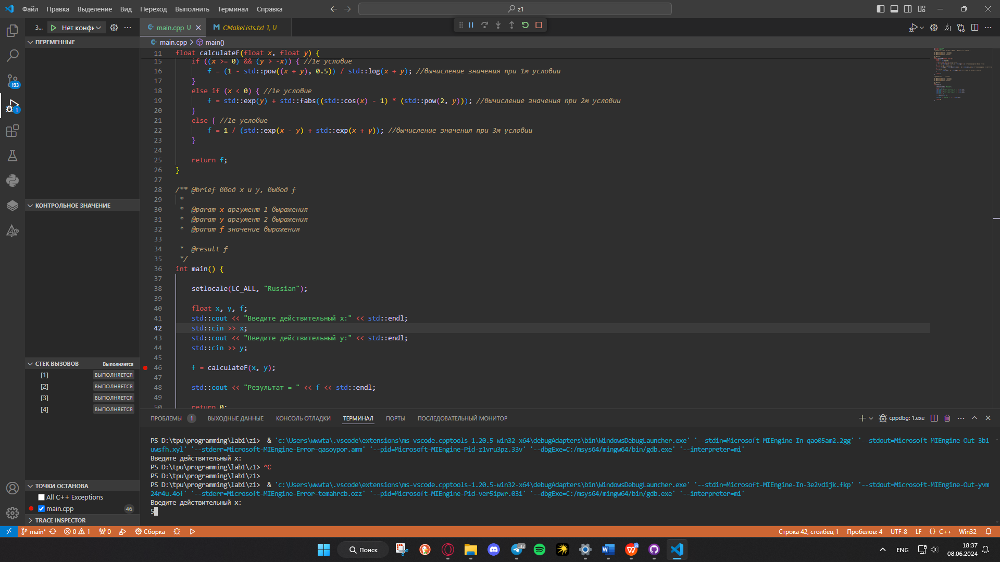 Файл Правка Выделение Вид Переход Выполнить Терминал Справка
z1
З... Нет конфи
main.cpp U
CMakeLists.txt 1, U
ПЕРЕМЕННЫЕ
main.cpp > main()
11 float calculateF(float x, float y) {
15 if ((x >= 0) && (y > -x)) { //1е условие
16 f = (1 - std::pow((x + y), 0.5)) / std::log(x + y); //вычисление значения при 1м условии
17 }
18 else if (x < 0) { //1е условие
19 f = std::exp(y) + std::fabs((std::cos(x) - 1) * (std::pow(2, y))); //вычисление значения при 2м условии
20 }
21 else { //1е условие
22 f = 1 / (std::exp(x - y) + std::exp(x + y)); //вычисление значения при 3м условии
23 }
24
25 return f;
26 }
27
28 /** @brief ввод x и y, вывод f
29 *
30 * @param x аргумент 1 выражения
31 * @param y аргумент 2 выражения
32 * @param f значение выражения
33
34 * @result f
35 */
36 int main() {
37
38 setlocale(LC_ALL, "Russian");
39
40 float x, y, f;
41 std::cout << "Введите действительный x:" << std::endl;
42 std::cin >> x;
43 std::cout << "Введите действительный y:" << std::endl;
44 std::cin >> y;
45
46 f = calculateF(x, y);
47
48 std::cout << "Результат = " << f << std::endl;
49
50 return 0;
193
1
КОНТРОЛЬНОЕ ЗНАЧЕНИЕ
СТЕК ВЫЗОВОВ Выполняется
[1] ВЫПОЛНЯЕТСЯ
[2] ВЫПОЛНЯЕТСЯ
[3] ВЫПОЛНЯЕТСЯ
[4] ВЫПОЛНЯЕТСЯ
ТОЧКИ ОСТАНОВА
All C++ Exceptions
main.cpp 46
TRACE INSPECTOR
ПРОБЛЕМЫ 1 ВЫХОДНЫЕ ДАННЫЕ КОНСОЛЬ ОТЛАДКИ ТЕРМИНАЛ ПОРТЫ ПОСЛЕДОВАТЕЛЬНЫЙ МОНИТОР
cppdbg: 1.exe
PS D:\tpu\programming\lab1\z1> & 'c:\Users\wwwta\.vscode\extensions\ms-vscode.cpptools-1.20.5-win32-x64\debugAdapters\bin\WindowsDebugLauncher.exe' '--stdin=Microsoft-MIEngine-In-qao05am2.2gg' '--stdout=Microsoft-MIEngine-Out-3b1
uwsfh.xyl' '--stderr=Microsoft-MIEngine-Error-qasoypor.amm' '--pid=Microsoft-MIEngine-Pid-z1vru3pz.33v' '--dbgExe=C:/msys64/mingw64/bin/gdb.exe' '--interpreter=mi'
Введите действительный x:
PS D:\tpu\programming\lab1\z1> ^C
PS D:\tpu\programming\lab1\z1>
PS D:\tpu\programming\lab1\z1> & 'c:\Users\wwwta\.vscode\extensions\ms-vscode.cpptools-1.20.5-win32-x64\debugAdapters\bin\WindowsDebugLauncher.exe' '--stdin=Microsoft-MIEngine-In-3e2vdijk.fkp' '--stdout=Microsoft-MIEngine-Out-yvm
24r4u.4of' '--stderr=Microsoft-MIEngine-Error-temahrcb.ozz' '--pid=Microsoft-MIEngine-Pid-ver5ipwr.03i' '--dbgExe=C:/msys64/mingw64/bin/gdb.exe' '--interpreter=mi'
Введите действительный x:
5
main* 0 1 0 Сборка
Строка 42, столбец 1 Пробелов: 4 UTF-8 LF {} C++ Win32
Поиск
32
ENG
18:37
08.06.2024